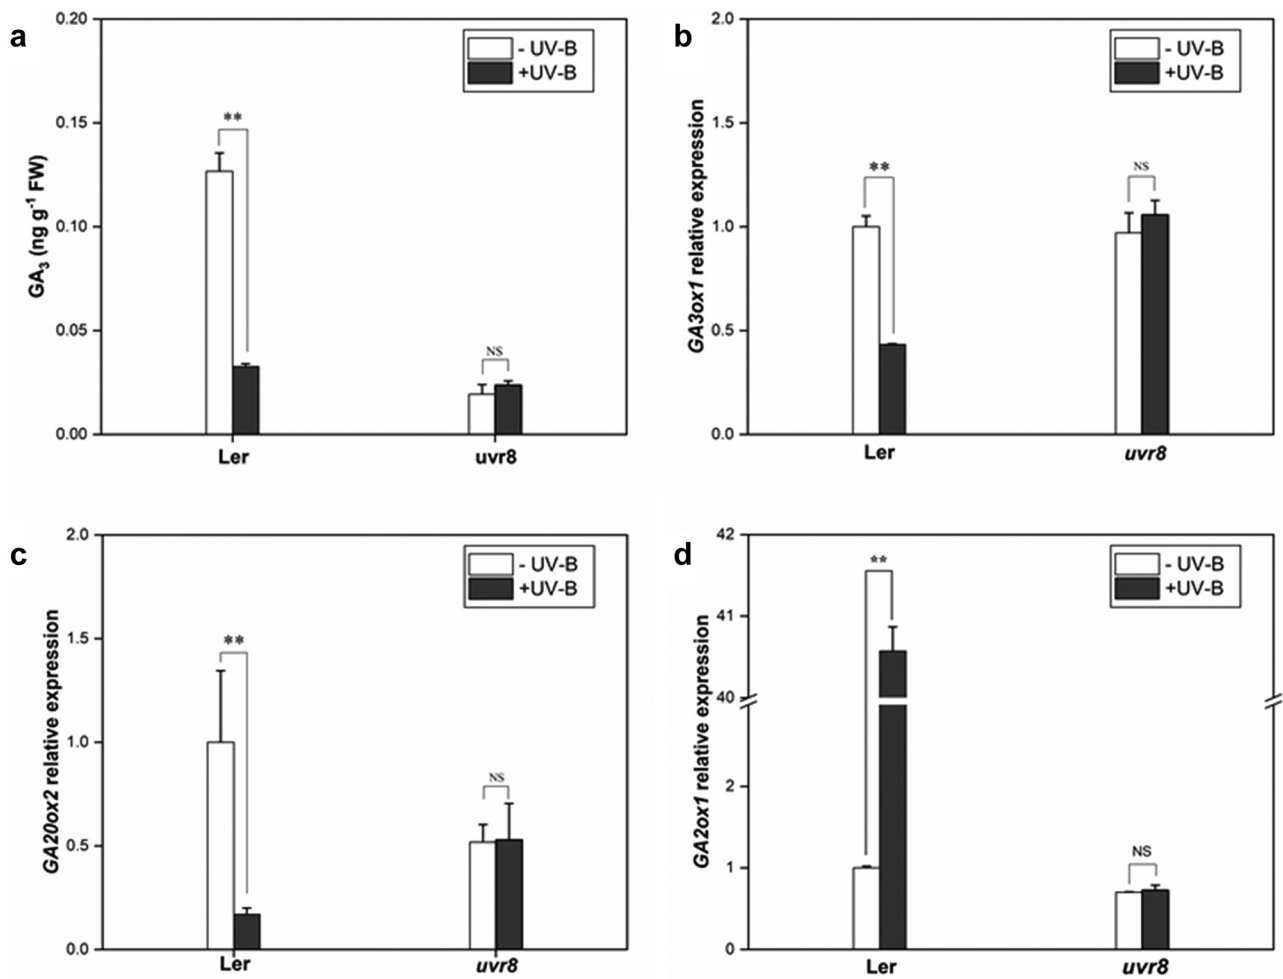 a
0.20
0.15
0.10
0.05
0.00
GA3 (ng g-1 FW)
- UV-B
+UV-B
**
NS
Ler
uvr8
b
2.0
1.5
1.0
0.5
0.0
GA3ox1 relative expression
- UV-B
+UV-B
**
NS
Ler
uvr8
c
2.0
1.5
1.0
0.5
0.0
GA20ox2 relative expression
- UV-B
+UV-B
**
NS
Ler
uvr8
d
42
41
40
2
1
0
GA2ox1 relative expression
- UV-B
+UV-B
**
NS
Ler
uvr8